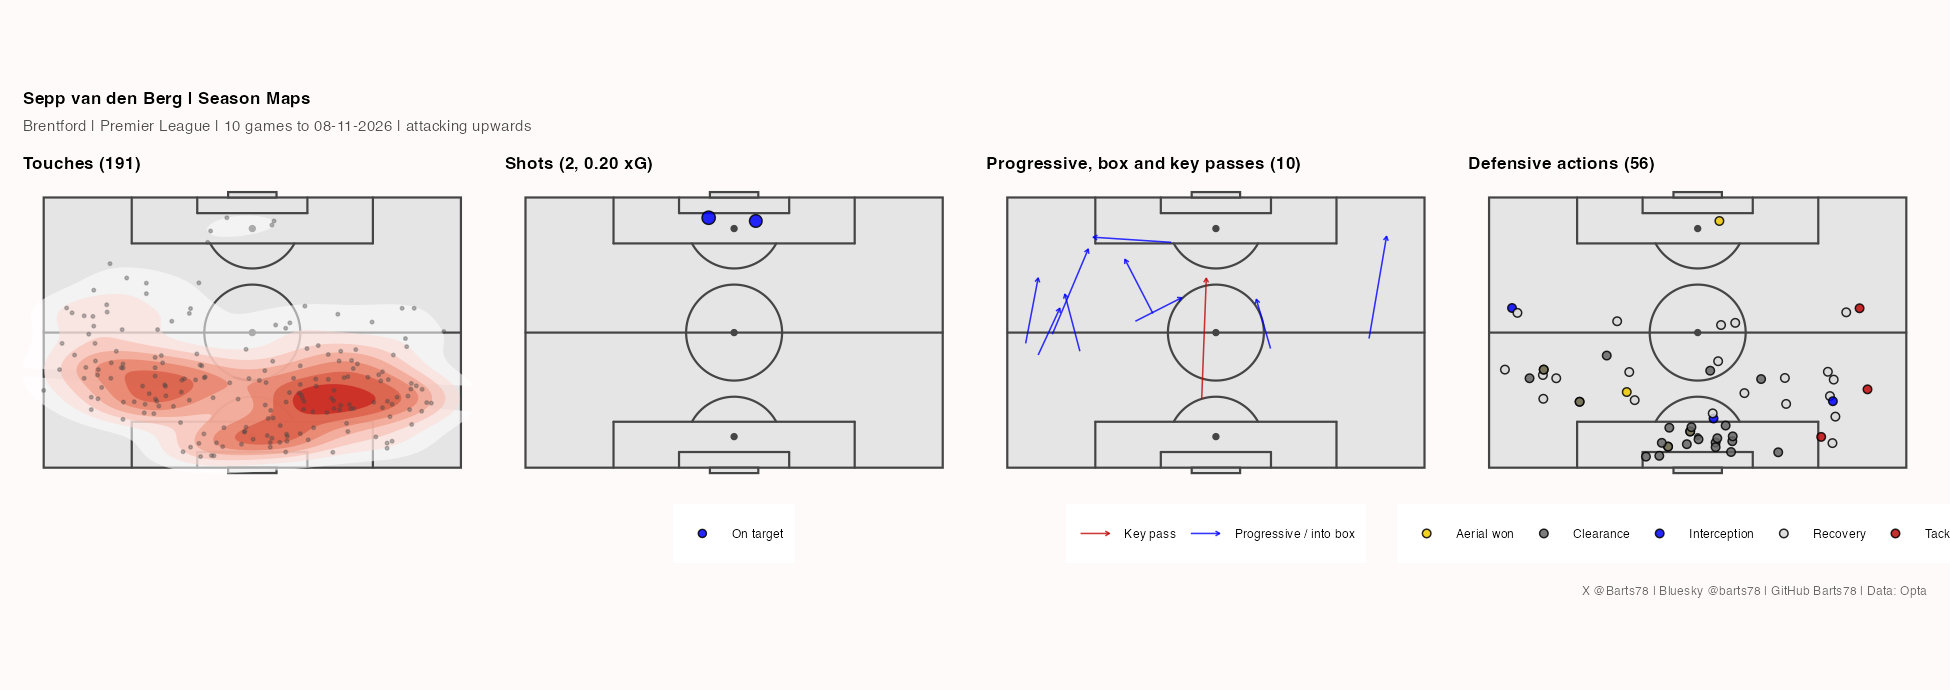 Sepp van den Berg | Season Maps
Brentford | Premier League | 10 games to 08-11-2026 | attacking upwards
Touches (191)
Shots (2, 0.20 xG)
Progressive, box and key passes (10)
Defensive actions (56)
On target
Key pass
Progressive / into box
Aerial won
Clearance
Interception
Recovery
Tack
X @Barts78 | Bluesky @barts78 | GitHub Barts78 | Data: Opta